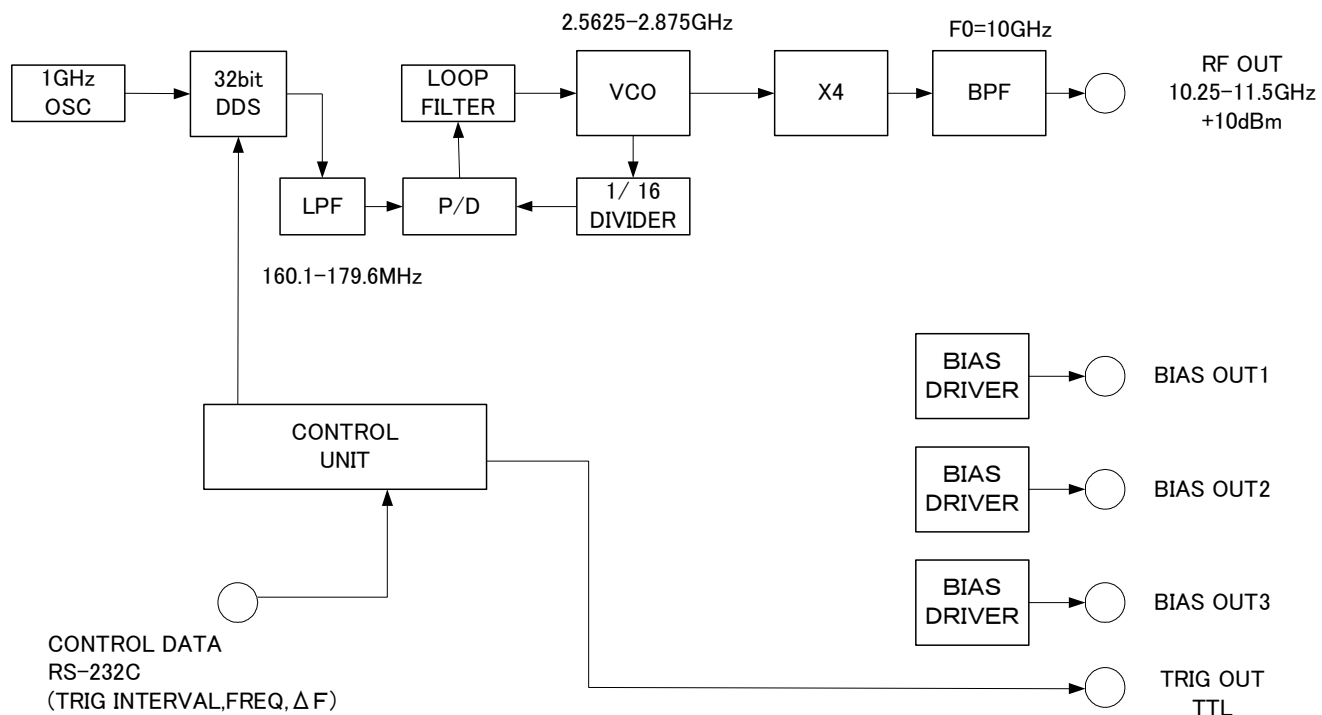 2.5625-2.875GHz
F0=10GHz
1GHz
OSC
32bit
DDS
LOOP
FILTER
VCO
X4
BPF
RF OUT
10.25-11.5GHz
+10dBm
LPF
P/D
1/ 16
DIVIDER
160.1-179.6MHz
BIAS
DRIVER
BIAS OUT1
CONTROL
UNIT
BIAS
DRIVER
BIAS OUT2
BIAS
DRIVER
BIAS OUT3
CONTROL DATA
RS-232C
(TRIG INTERVAL,FREQ,ΔF)
TRIG OUT
TTL